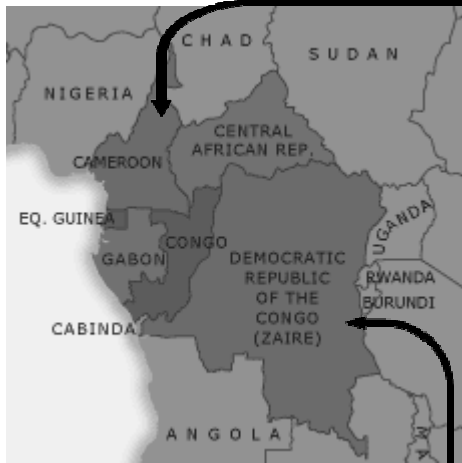 CHAD
SUDAN
NIGERIA
CENTRAL
AFRICAN REP.
CAMEROON
UGANDA
EQ. GUINEA
CONGO
GABON
DEMOCRATIC
REPUBLIC
OF THE
CONGO
(ZAIRE)
RWANDA
BURUNDI
CABINDA
ANGOLA